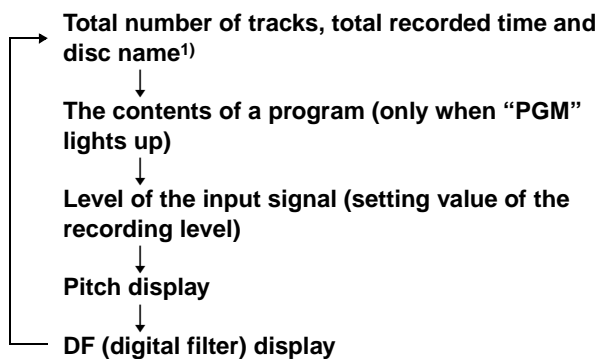 Total number of tracks, total recorded time and
disc name1)
The contents of a program (only when “PGM”
lights up)
Level of the input signal (setting value of the
recording level)
Pitch display
DF (digital filter) display